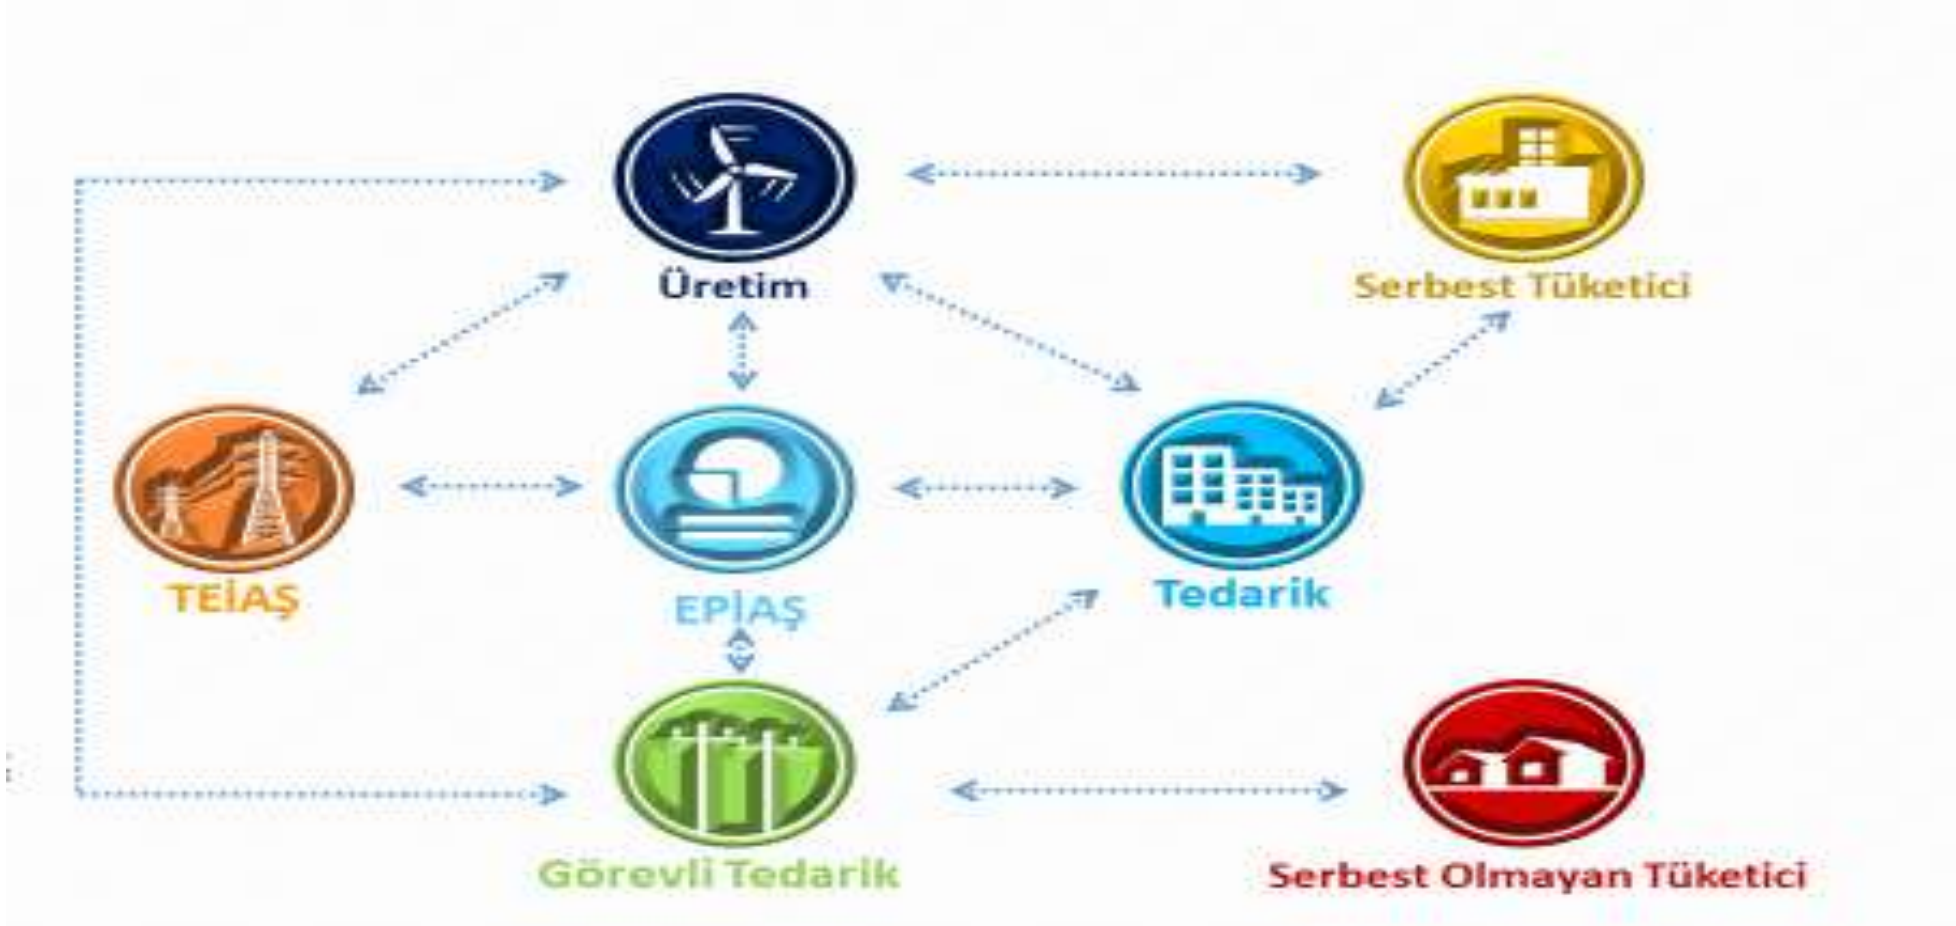 Üretim
Serbest Tüketici
TEİAŞ
EPİAŞ
Tedarik
Görevli Tedarik
Serbest Olmayan Tüketici